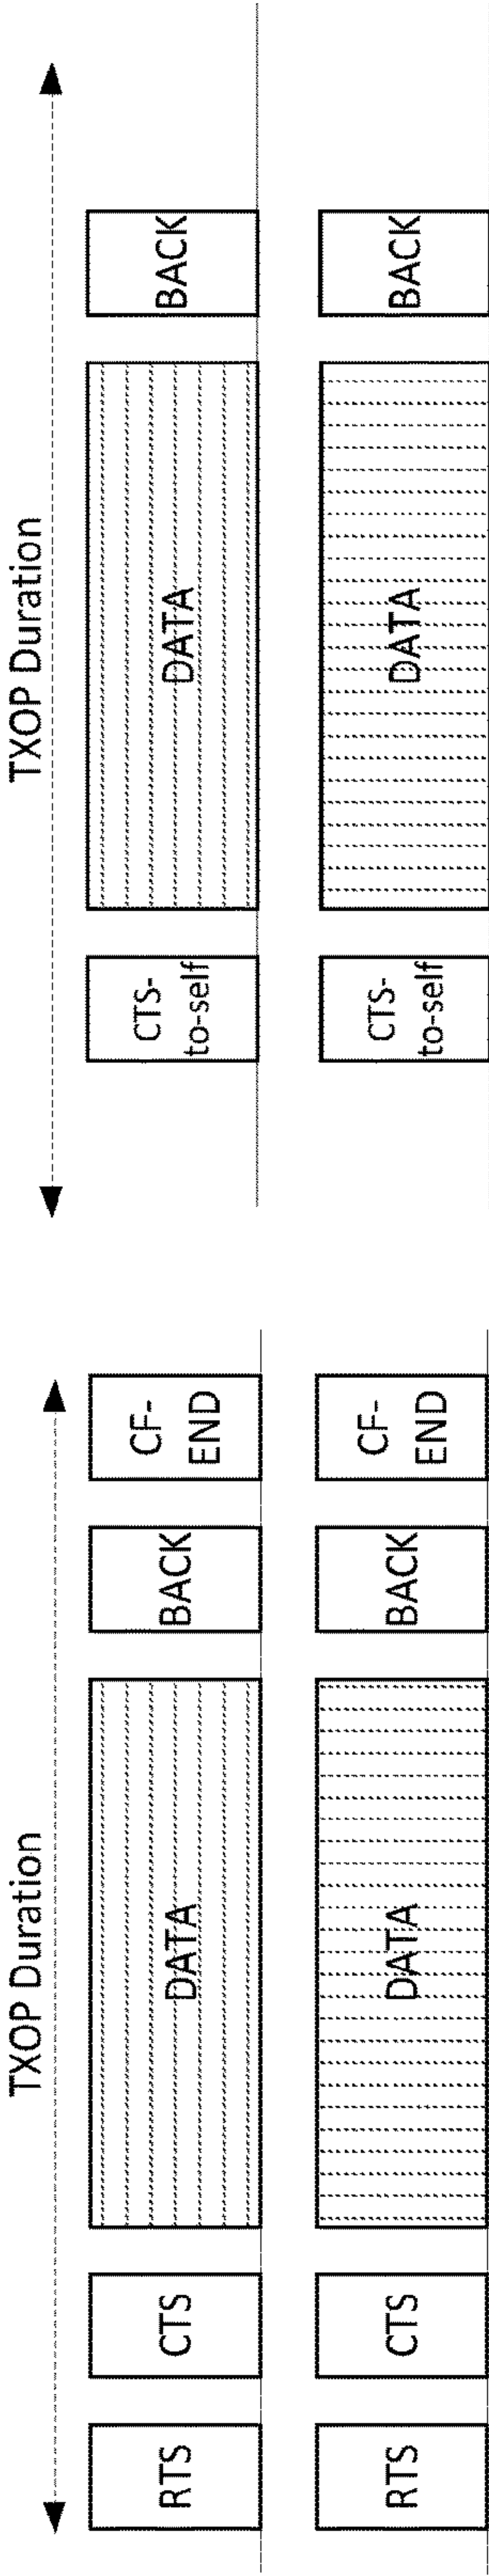 TXOP Duration
RTS
CTS
DATA
BACK
CF-
END
RTS
CTS
DATA
BACK
CF-
END
TXOP Duration
CTS-
to-self
DATA
BACK
CTS-
to-self
DATA
BACK